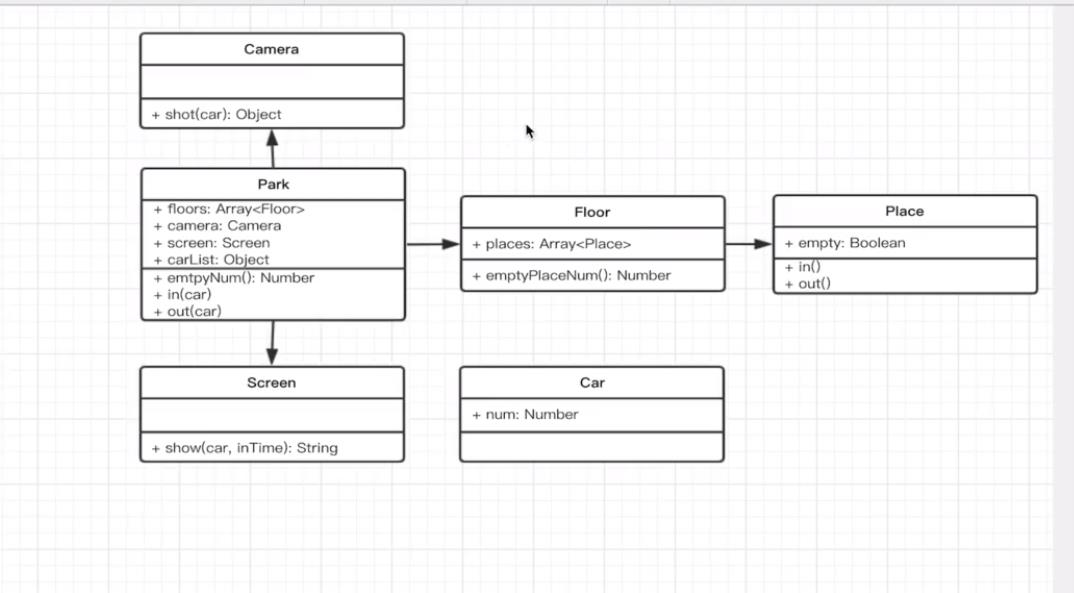 Camera
+ shot(car): Object
Park
+ floors: Array<Floor>
+ camera: Camera
+ screen: Screen
+ carList: Object
+ emtpyNum(): Number
+ in(car)
+ out(car)
Floor
+ places: Array<Place>
+ emptyPlaceNum(): Number
Place
+ empty: Boolean
+ in()
+ out()
Screen
+ show(car, inTime): String
Car
+ num: Number